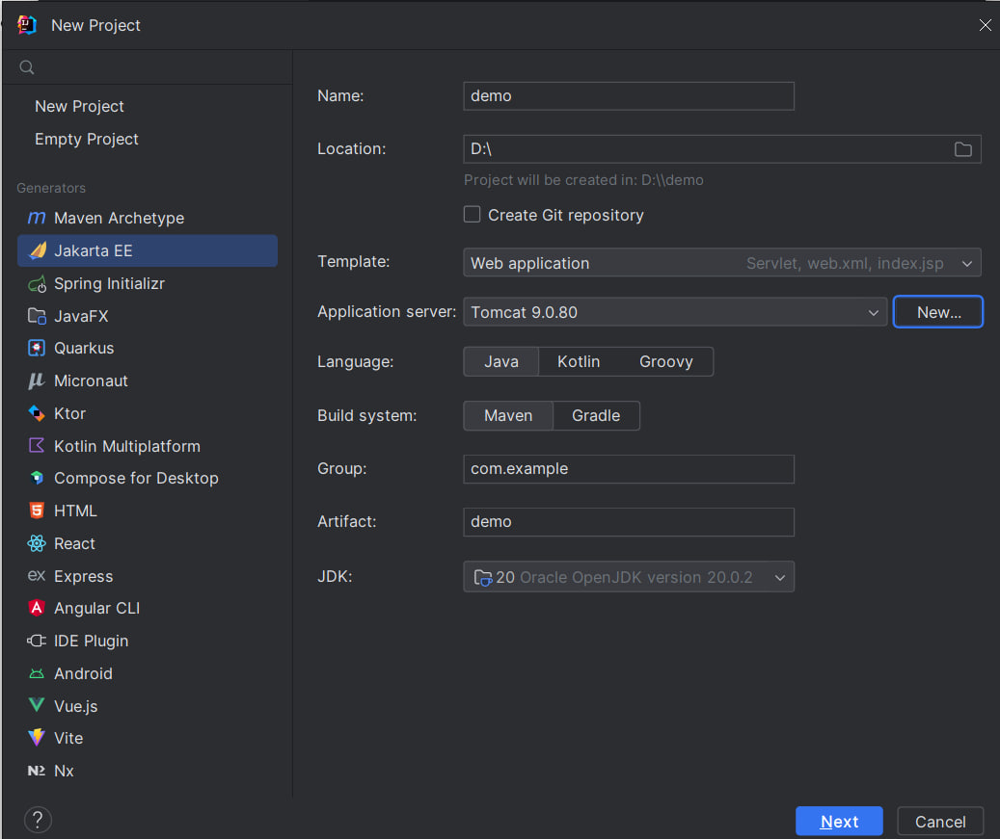 New Project
New Project
Empty Project
Generators
Maven Archetype
Jakarta EE
Spring Initializr
JavaFX
Quarkus
Micronaut
Ktor
Kotlin Multiplatform
Compose for Desktop
HTML
React
Express
Angular CLI
IDE Plugin
Android
Vue.js
Vite
Nx
Name: demo
Location: D:\
Project will be created in: D:\\demo
Create Git repository
Template: Web application Servlet, web.xml, index.jsp
Application server: Tomcat 9.0.80 New...
Language: Java Kotlin Groovy
Build system: Maven Gradle
Group: com.example
Artifact: demo
JDK: 20 Oracle OpenJDK version 20.0.2
? Next Cancel